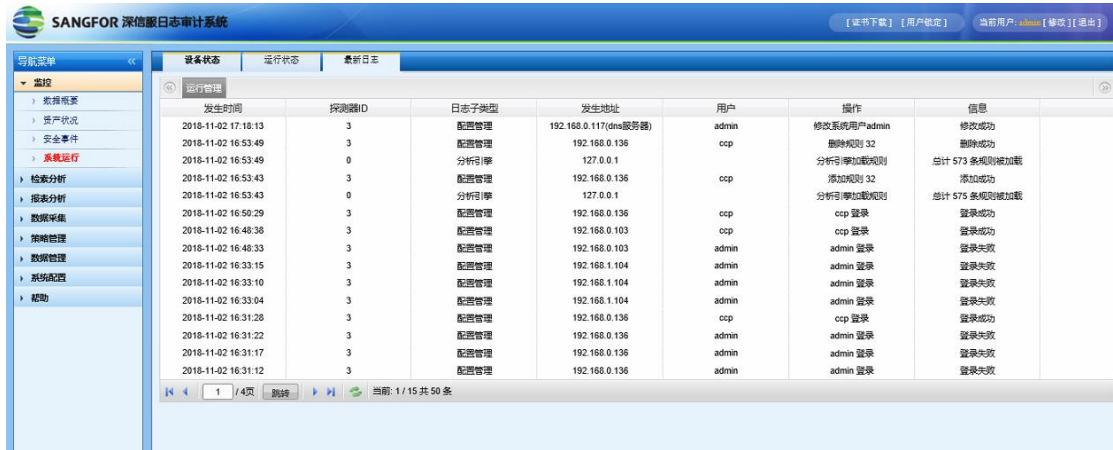 SANGFOR 深信服日志审计系统
[证书下载] [用户锁定] 当前用户:admin[修改][退出]
导航菜单
监控
数据概要
资产状况
安全事件
系统运行
检索分析
报表分析
数据采集
策略管理
数据管理
系统配置
帮助
设备状态 运行状态 最新日志
运行管理
发生时间 探测器ID 日志子类型 发生地址 用户 操作 信息
2018-11-02 17:18:13 3 配置管理 192.168.0.117(dns服务器) admin 修改系统用户admin 修改成功
2018-11-02 16:53:49 3 配置管理 192.168.0.136 ccp 删除规则 32 删除成功
2018-11-02 16:53:49 0 分析引擎 127.0.0.1 分析引擎加载规则 总计 573 条规则被加载
2018-11-02 16:53:43 3 配置管理 192.168.0.136 ccp 添加规则 32 添加成功
2018-11-02 16:53:43 0 分析引擎 127.0.0.1 分析引擎加载规则 总计 575 条规则被加载
2018-11-02 16:50:29 3 配置管理 192.168.0.136 ccp ccp 登录 登录成功
2018-11-02 16:48:38 3 配置管理 192.168.0.103 ccp ccp 登录 登录成功
2018-11-02 16:48:33 3 配置管理 192.168.0.103 admin admin 登录 登录失败
2018-11-02 16:33:15 3 配置管理 192.168.1.104 admin admin 登录 登录失败
2018-11-02 16:33:10 3 配置管理 192.168.1.104 admin admin 登录 登录失败
2018-11-02 16:33:04 3 配置管理 192.168.1.104 admin admin 登录 登录失败
2018-11-02 16:31:28 3 配置管理 192.168.0.136 ccp ccp 登录 登录成功
2018-11-02 16:31:22 3 配置管理 192.168.0.136 admin admin 登录 登录失败
2018-11-02 16:31:17 3 配置管理 192.168.0.136 admin admin 登录 登录失败
2018-11-02 16:31:12 3 配置管理 192.168.0.136 admin admin 登录 登录失败
1 / 4页 跳转 当前: 1 / 15 共 50 条